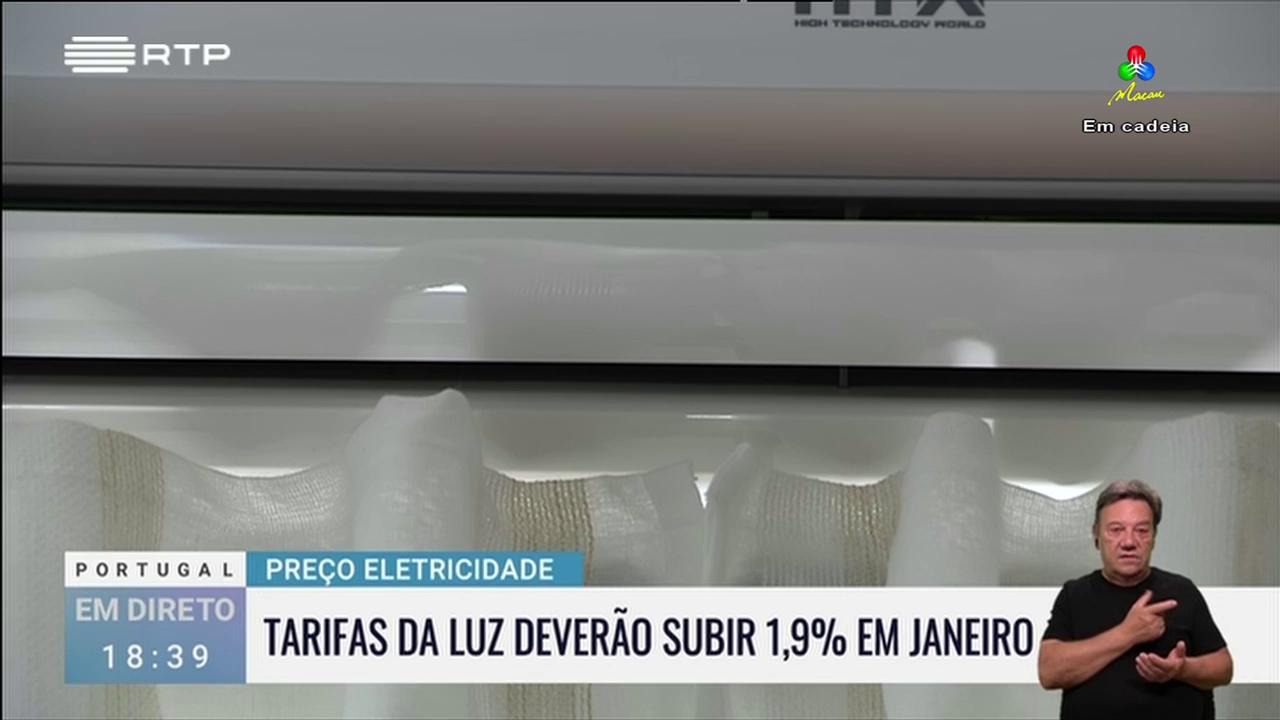 HIGH TECHNOLOGY WORLD
RTP
Macau
Em cadeia
PORTUGAL
PREÇO ELETRICIDADE
EM DIRETO
18:39
TARIFAS DA LUZ DEVERÃO SUBIR 1,9% EM JANEIRO